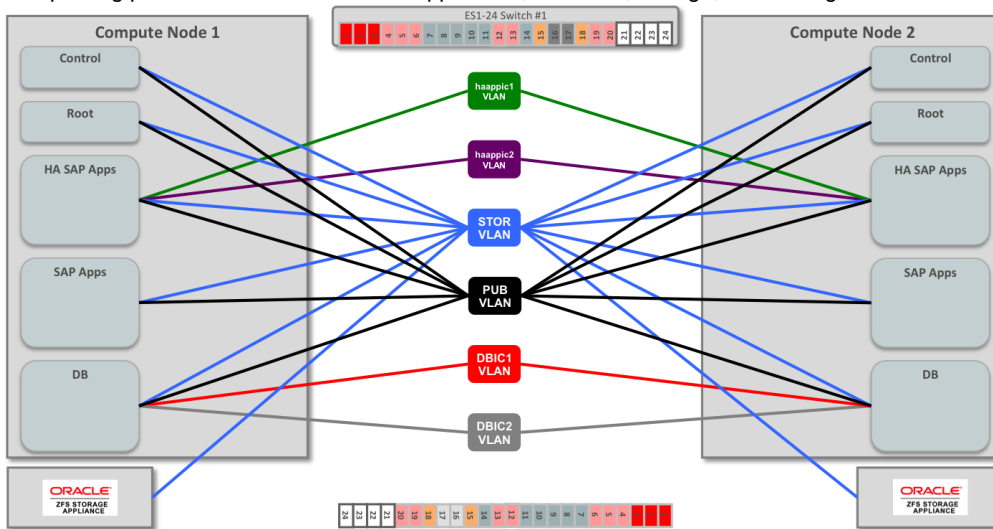 ES1-24 Switch #1
4 5 6 7 8 9 10 11 12 13 14 15 16 17 18 19 20 21 22 23 24
Compute Node 1
Control
Root
HA SAP Apps
SAP Apps
DB
haappic1
VLAN
haappic2
VLAN
STOR
VLAN
PUB
VLAN
DBIC1
VLAN
DBIC2
VLAN
Compute Node 2
Control
Root
HA SAP Apps
SAP Apps
DB
ORACLE
ZFS STORAGE
APPLIANCE
24 23 22 21 20 19 18 17 16 15 14 13 12 11 10 9 8 7 6 5 4
ORACLE
ZFS STORAGE
APPLIANCE